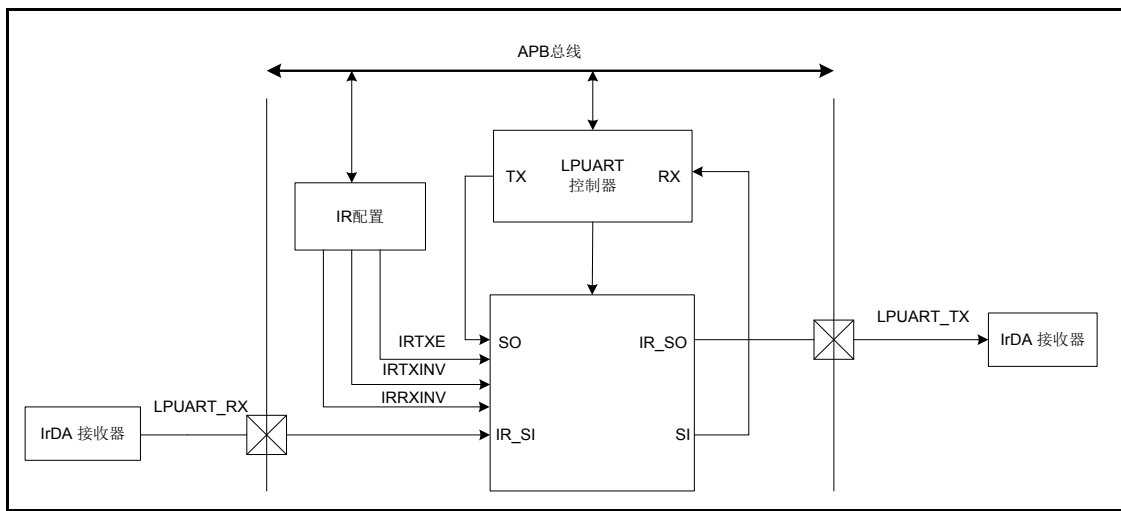 APB总线
LPUART
控制器
TX
RX
IR配置
IRTXE
IRTXINV
IRRXINV
SO
IR_SO
IR_SI
SI
LPUART_TX
IrDA 接收器
LPUART_RX
IrDA 接收器